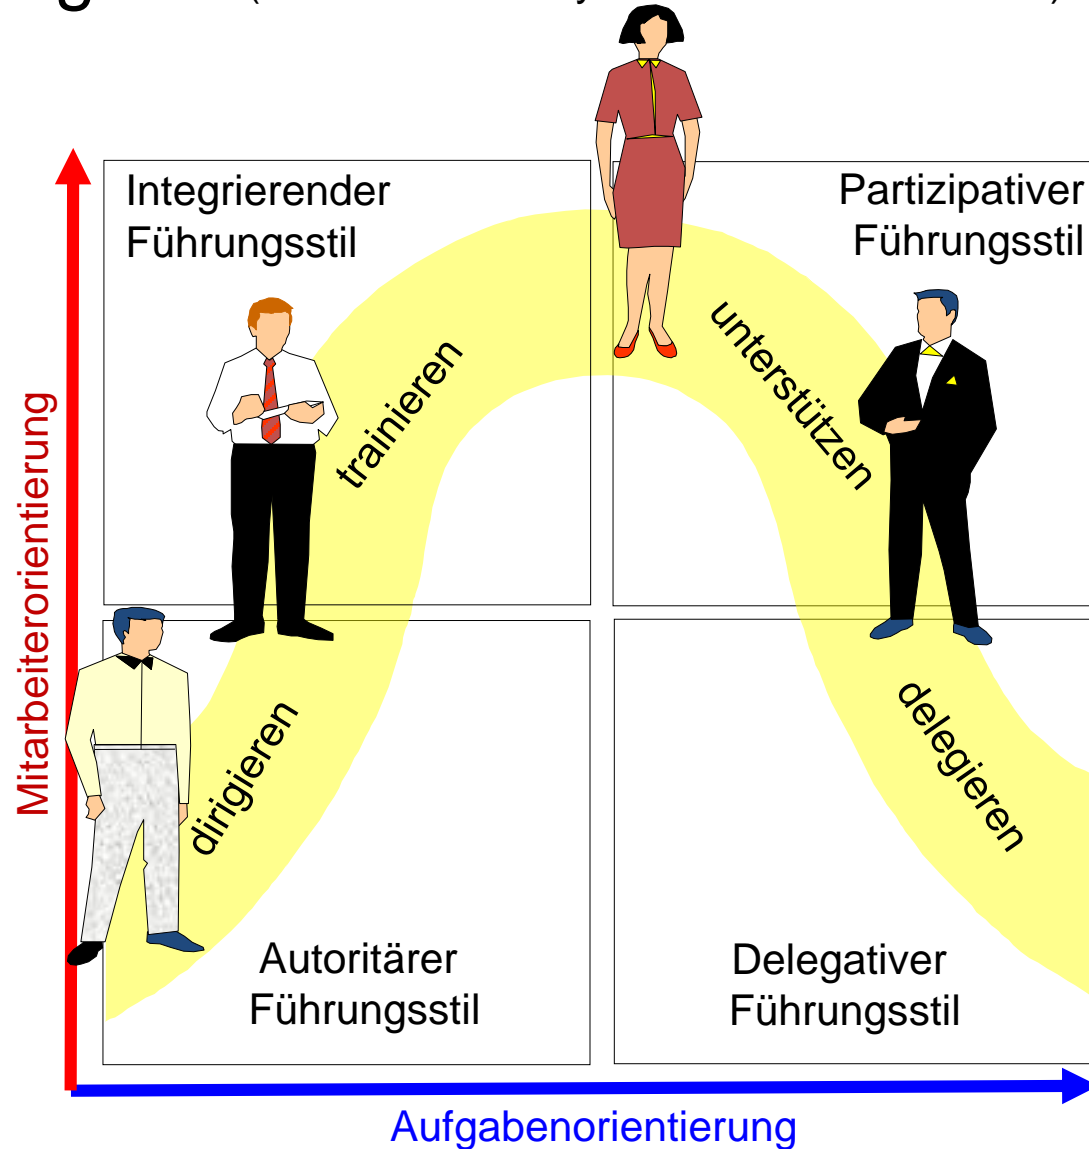 Integrierender
Führungsstil
Partizipativer
Führungsstil
trainieren
unterstützen
Mitarbeiterorientierung
dirigieren
delegieren
Autoritärer
Führungsstil
Delegativer
Führungsstil
Aufgabenorientierung